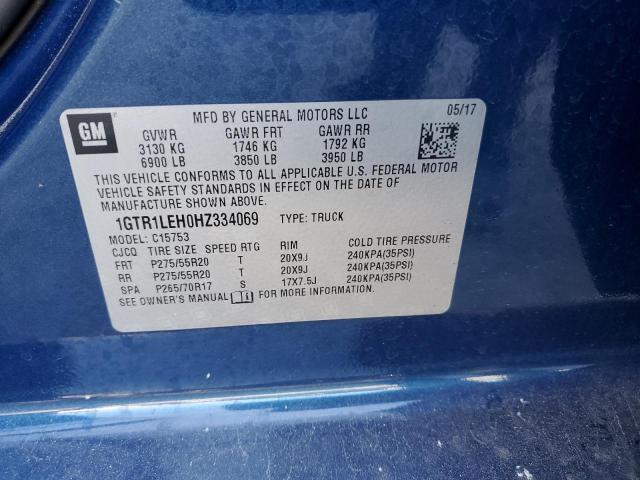 GM
MFD BY GENERAL MOTORS LLC 05/17
GVWR GAWR FRT GAWR RR
3130 KG 1746 KG 1792 KG
6900 LB 3850 LB 3950 LB
THIS VEHICLE CONFORMS TO ALL APPLICABLE U.S. FEDERAL MOTOR
VEHICLE SAFETY STANDARDS IN EFFECT ON THE DATE OF
MANUFACTURE SHOWN ABOVE.
1GTR1LEH0HZ334069 TYPE: TRUCK
MODEL: C15753
CJCQ TIRE SIZE SPEED RTG RIM COLD TIRE PRESSURE
FRT P275/55R20 T 20X9J 240KPA(35PSI)
RR P275/55R20 T 20X9J 240KPA(35PSI)
SPA P265/70R17 S 17X7.5J 240KPA(35PSI)
SEE OWNER'S MANUAL FOR MORE INFORMATION.